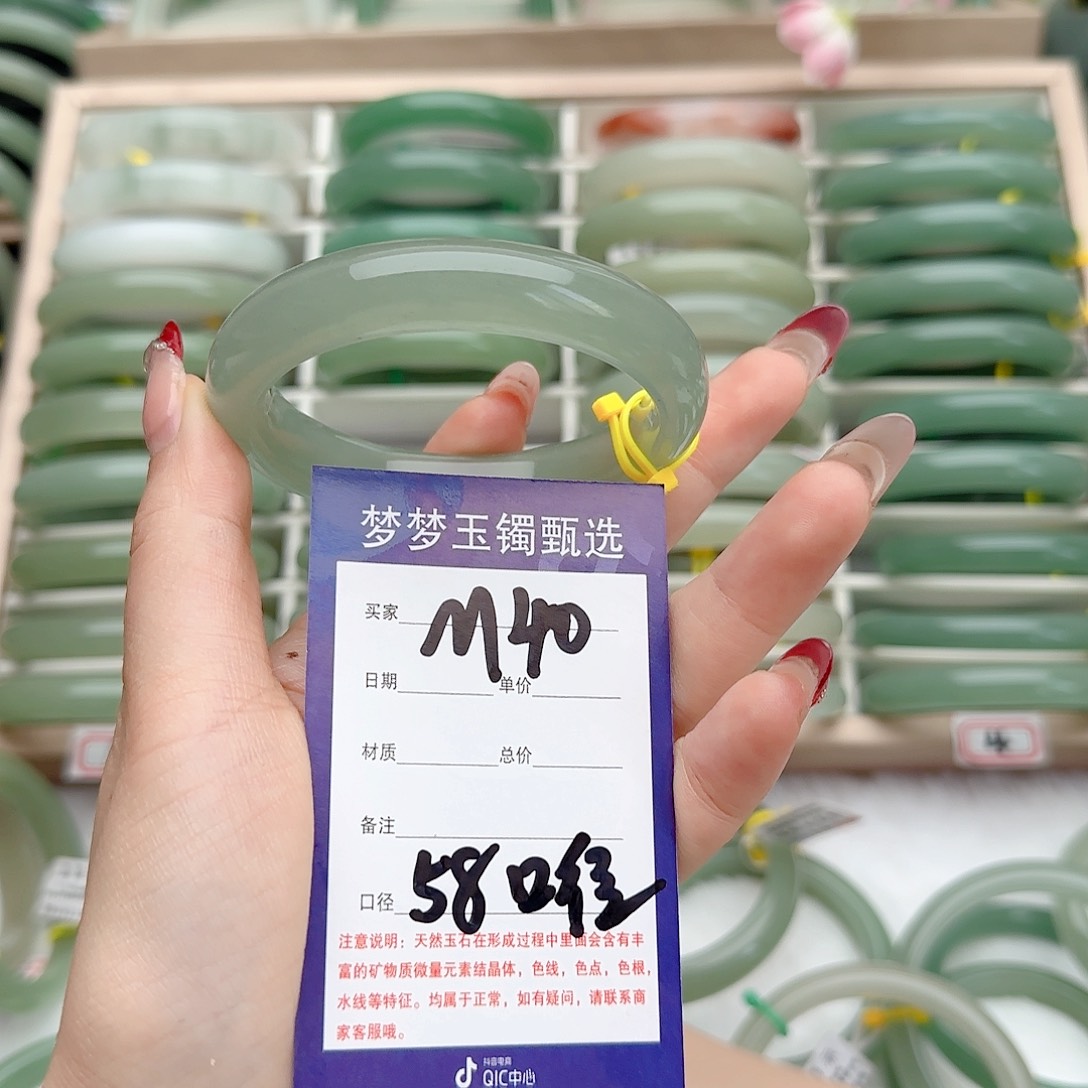 梦梦玉镯甄选
买家 M40
日期 单价
材质 总价
备注
口径 58口径
注意说明：天然玉石在形成过程中里面会含有丰
富的矿物质微量元素结晶体，色线，色点，色根，
水线等特征。均属于正常，如有疑问，请联系商
家客服哦。
抖音电商
QIC中心